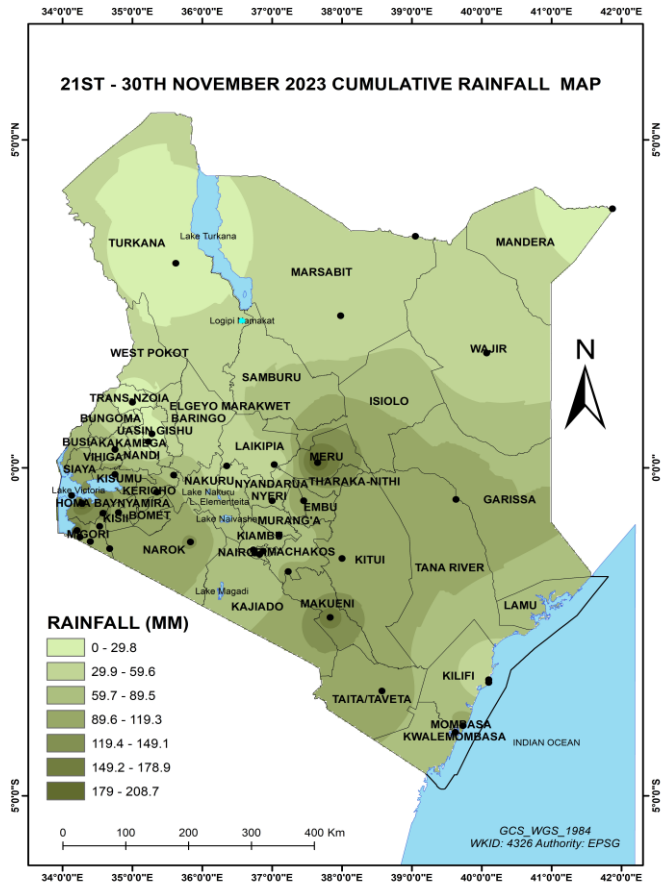 34°0'0"E 35°0'0"E 36°0'0"E 37°0'0"E 38°0'0"E 39°0'0"E 40°0'0"E 41°0'0"E 42°0'0"E
21ST - 30TH NOVEMBER 2023 CUMULATIVE RAINFALL MAP
5°0'0"N 5°0'0"N
TURKANA
Lake Turkana
MANDERA
MARSABIT
Logipi Namakat
WAJIR
N
WEST POKOT
SAMBURU
TRANS NZOIA
ELGEYO MARAKWET
ISIOLO
BUNGOMA
BARINGO
UASIN GISHU
BUSIA
KAKAMEGA
LAIKIPIA
VIHIGA
NANDI
MERU
0°0'0" 0°0'0"
SIAYA
KISUMU
NAKURU
NYANDARUA
THARAKA-NITHI
Lake Victoria
KERICHO
Lake Nakuru
NYERI
GARISSA
HOMA BAY
NYAMIRA
L. Elementeita
EMBU
KISII
BOMET
Lake Naivasha
MURANG'A
MIGORI
KIAMBU
NAROK
NAIROBI
MACHAKOS
KITUI
TANA RIVER
Lake Magadi
KAJIADO
MAKUENI
LAMU
RAINFALL (MM)
0 - 29.8
29.9 - 59.6
59.7 - 89.5
89.6 - 119.3
119.4 - 149.1
149.2 - 178.9
179 - 208.7
KILIFI
TAITA/TAVETA
MOMBASA
KWALE
MOMBASA
INDIAN OCEAN
5°0'0"S 5°0'0"S
0 100 200 300 400 Km
GCS_WGS_1984
WKID: 4326 Authority: EPSG
34°0'0"E 35°0'0"E 36°0'0"E 37°0'0"E 38°0'0"E 39°0'0"E 40°0'0"E 41°0'0"E 42°0'0"E